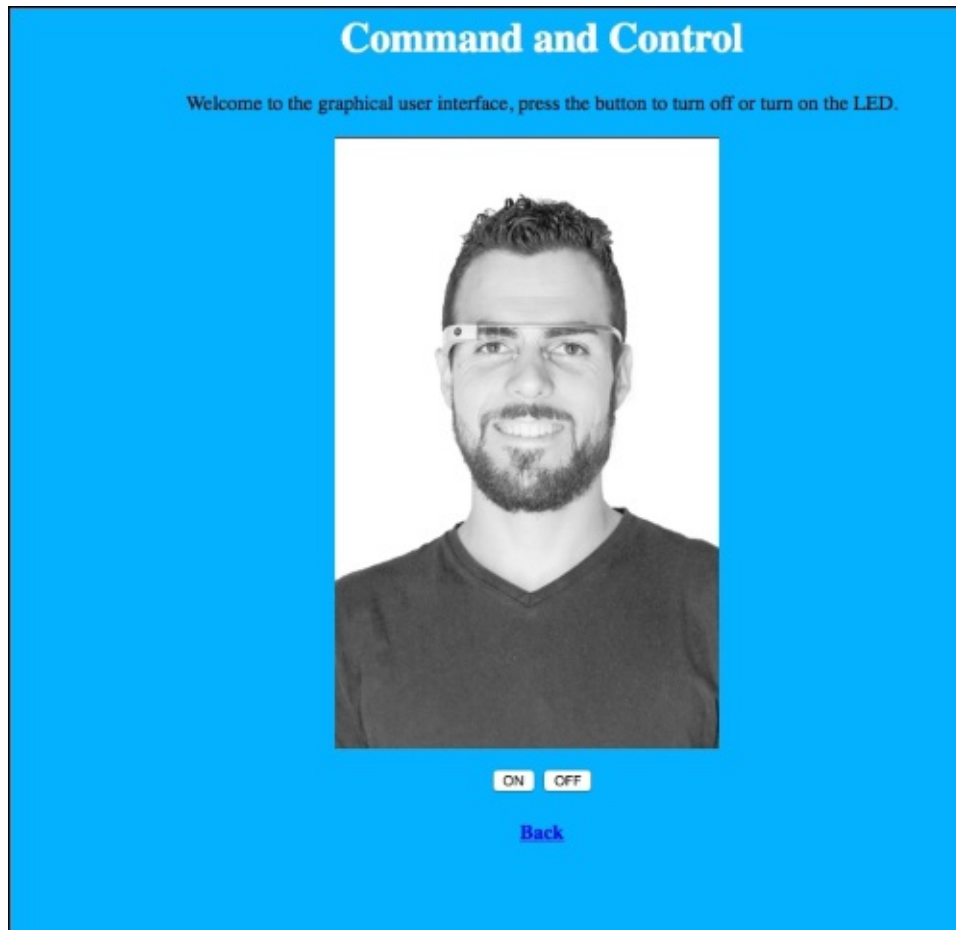 Command and Control
Welcome to the graphical user interface, press the button to turn off or turn on the LED.
ON OFF
Back